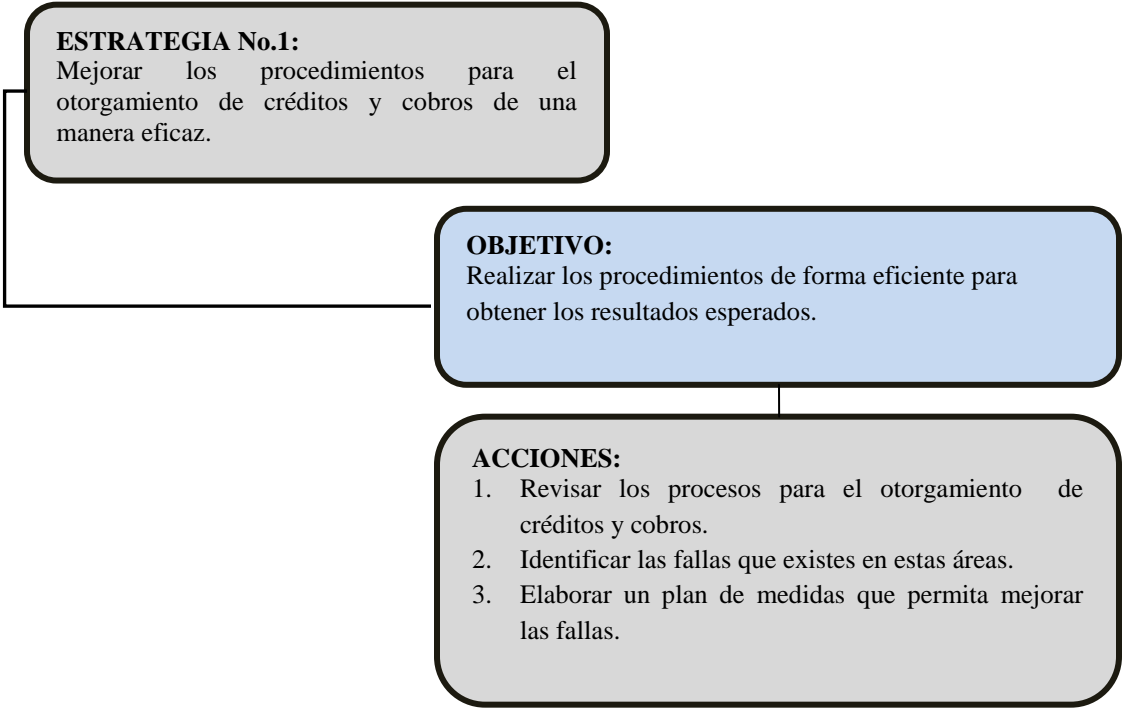 ESTRATEGIA No.1:
Mejorar los procedimientos para el
otorgamiento de créditos y cobros de una
manera eficaz.
OBJETIVO:
Realizar los procedimientos de forma eficiente para
obtener los resultados esperados.
ACCIONES:
1. Revisar los procesos para el otorgamiento de
créditos y cobros.
2. Identificar las fallas que existes en estas áreas.
3. Elaborar un plan de medidas que permita mejorar
las fallas.